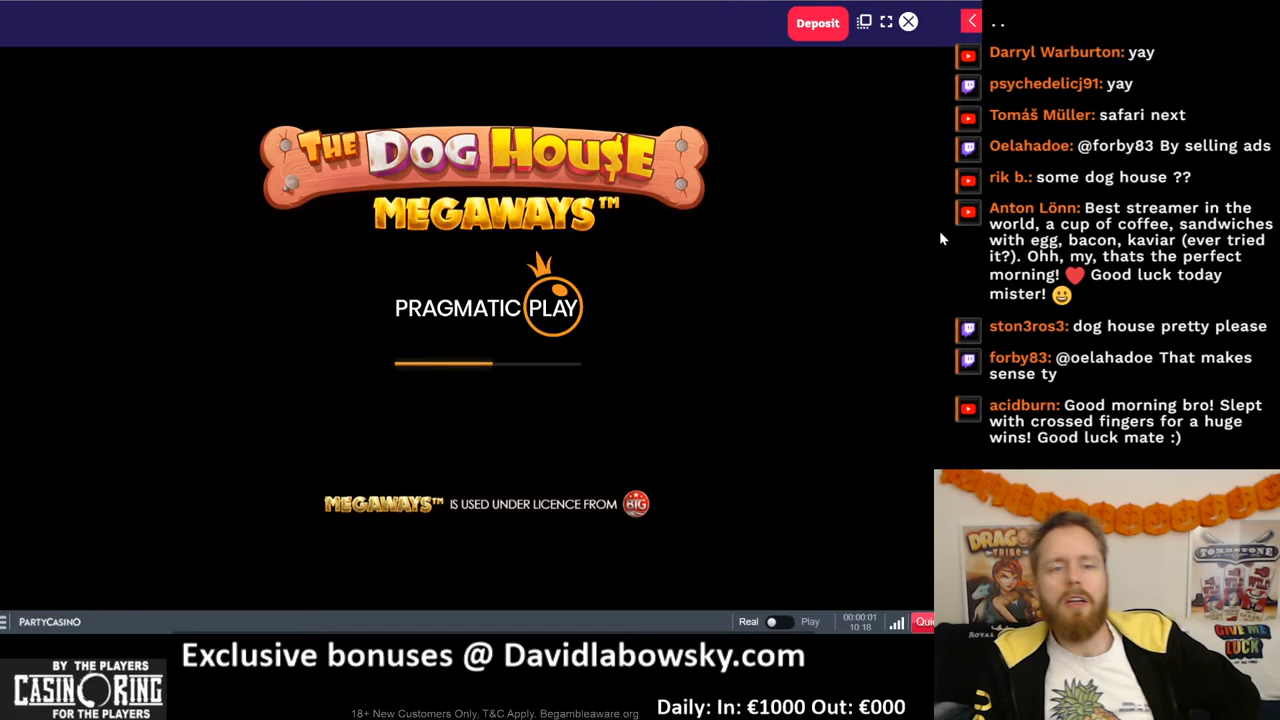 Deposit
THE DOG HOU$E
MEGAWAYS™
PRAGMATIC PLAY
MEGAWAYS™ IS USED UNDER LICENCE FROM BIG
PARTYCASINO
Real Play
00:00:01
10:18
Exclusive bonuses @ Davidlabowsky.com
BY THE PLAYERS
CASINORING
FOR THE PLAYERS
18+ New Customers Only, T&C Apply. Begambleaware.org
Daily: In: €1000 Out: €000
. .
Darryl Warburton: yay
psychedelicj91: yay
Tomáš Müller: safari next
Oelahadoe: @forby83 By selling ads
rik b.: some dog house ??
Anton Lönn: Best streamer in the
world, a cup of coffee, sandwiches
with egg, bacon, kaviar (ever tried
it?). Ohh, my, thats the perfect
morning! ❤️ Good luck today
mister! 😀
ston3ros3: dog house pretty please
forby83: @oelahadoe That makes
sense ty
acidburn: Good morning bro! Slept
with crossed fingers for a huge
wins! Good luck mate :)
TOMBSTONE
GIVE ME
LUCK